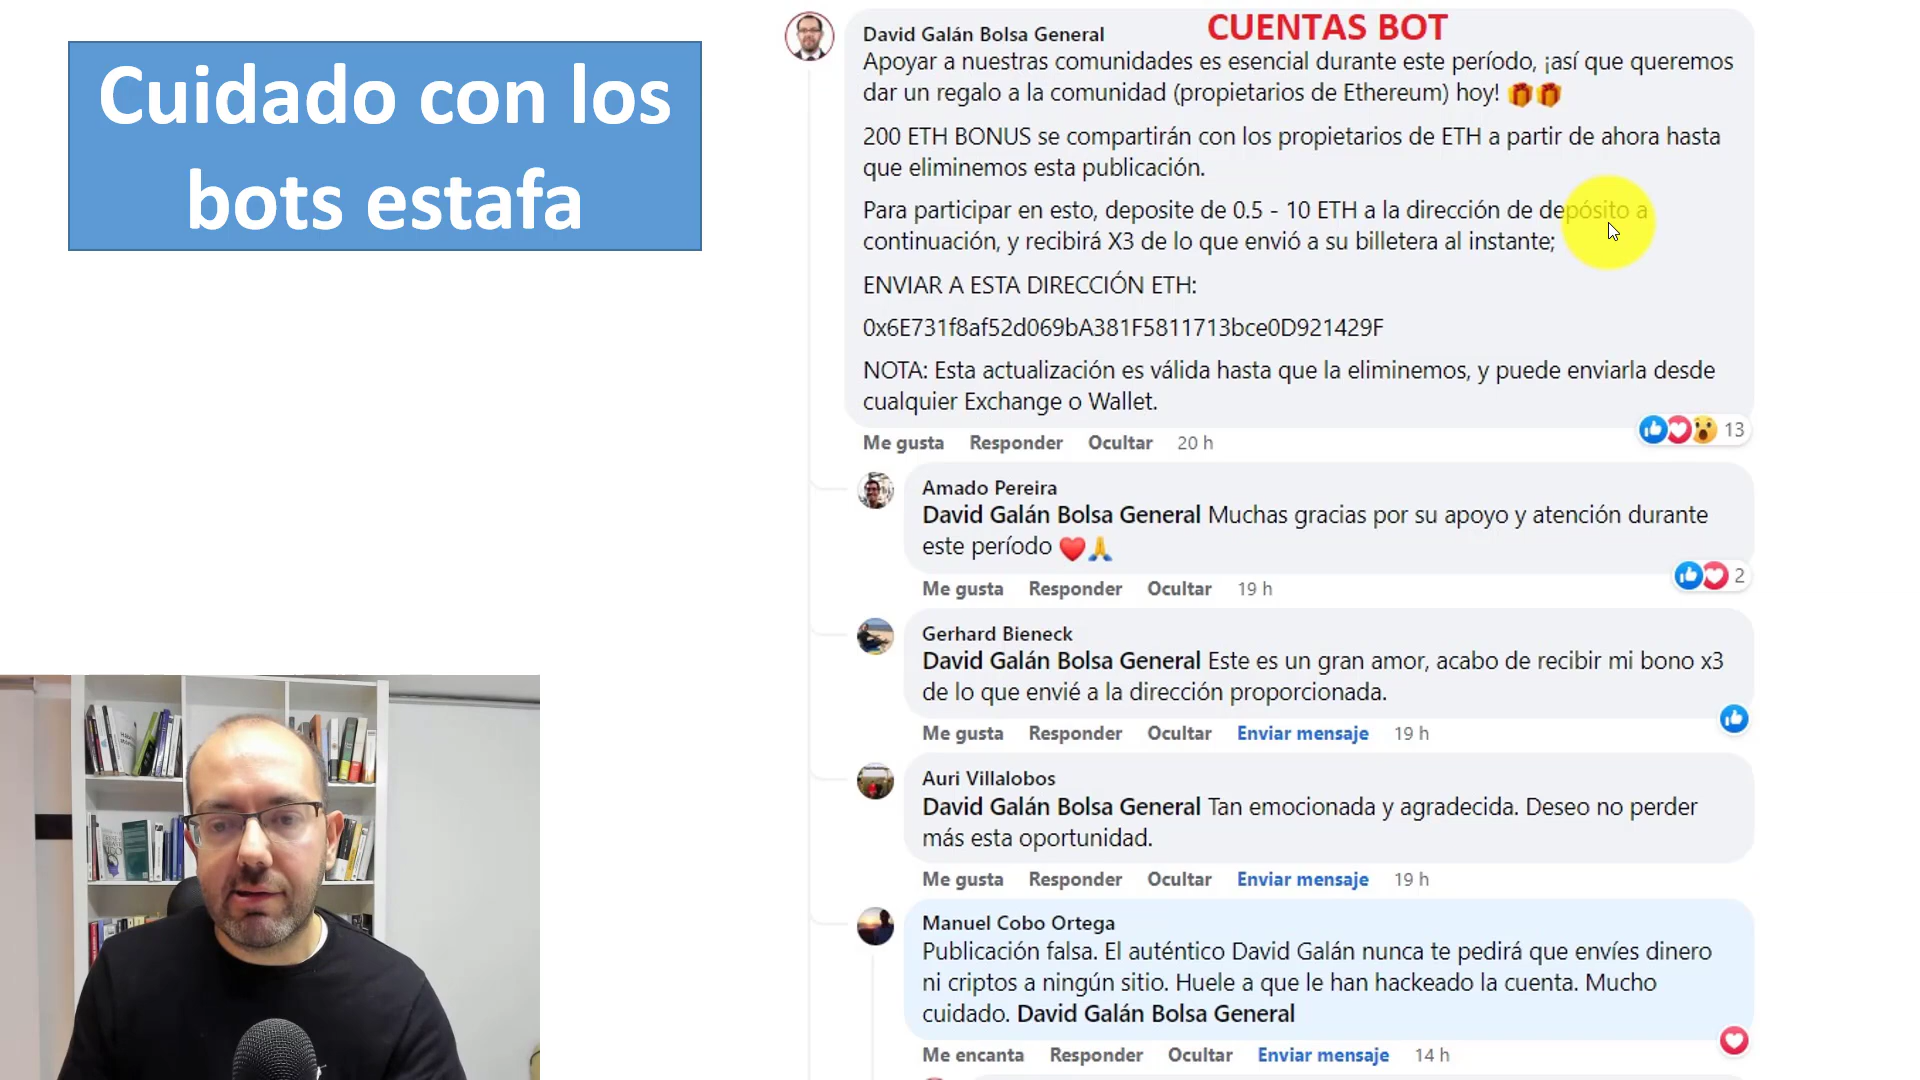 Cuidado con los
bots estafa
CUENTAS BOT
David Galán Bolsa General
Apoyar a nuestras comunidades es esencial durante este período, ¡así que queremos
dar un regalo a la comunidad (propietarios de Ethereum) hoy! 🎁🎁
200 ETH BONUS se compartirán con los propietarios de ETH a partir de ahora hasta
que eliminemos esta publicación.
Para participar en esto, deposite de 0.5 - 10 ETH a la dirección de depósito a
continuación, y recibirá X3 de lo que envió a su billetera al instante;
ENVIAR A ESTA DIRECCIÓN ETH:
0x6E731f8af52d069bA381F5811713bce0D921429F
NOTA: Esta actualización es válida hasta que la eliminemos, y puede enviarla desde
cualquier Exchange o Wallet.
13
Me gusta Responder Ocultar 20 h
Amado Pereira
David Galán Bolsa General Muchas gracias por su apoyo y atención durante
este período ❤️🙏
2
Me gusta Responder Ocultar 19 h
Gerhard Bieneck
David Galán Bolsa General Este es un gran amor, acabo de recibir mi bono x3
de lo que envié a la dirección proporcionada.
Me gusta Responder Ocultar Enviar mensaje 19 h
Auri Villalobos
David Galán Bolsa General Tan emocionada y agradecida. Deseo no perder
más esta oportunidad.
Me gusta Responder Ocultar Enviar mensaje 19 h
Manuel Cobo Ortega
Publicación falsa. El auténtico David Galán nunca te pedirá que envíes dinero
ni criptos a ningún sitio. Huele a que le han hackeado la cuenta. Mucho
cuidado. David Galán Bolsa General
Me encanta Responder Ocultar Enviar mensaje 14 h